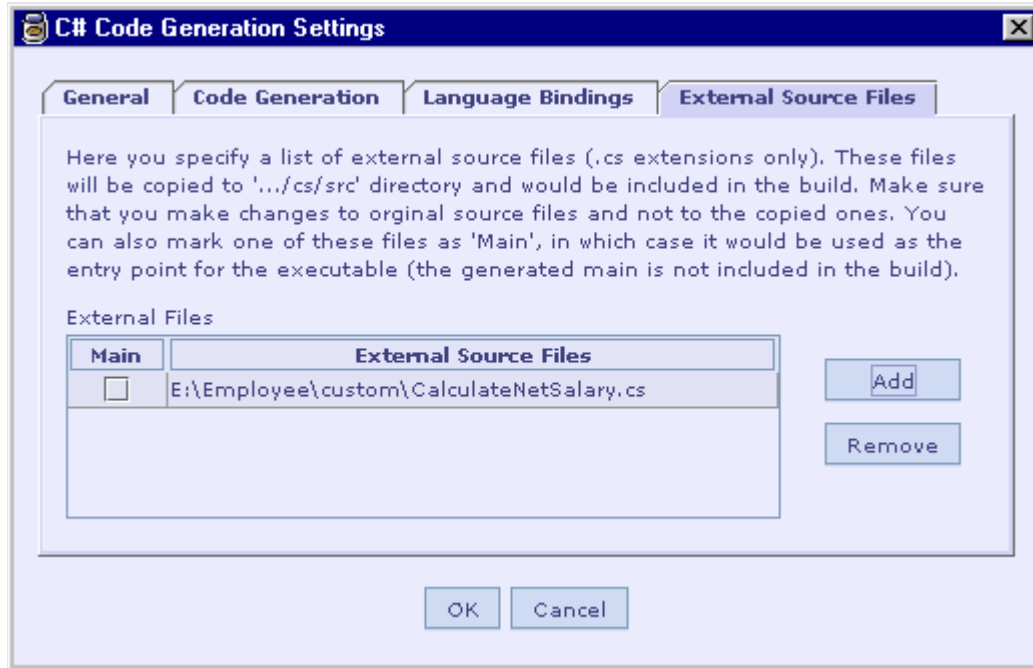 C# Code Generation Settings
General Code Generation Language Bindings External Source Files
Here you specify a list of external source files (.cs extensions only). These files
will be copied to '.../cs/src' directory and would be included in the build. Make sure
that you make changes to orginal source files and not to the copied ones. You
can also mark one of these files as 'Main', in which case it would be used as the
entry point for the executable (the generated main is not included in the build).
External Files
Main External Source Files
E:\Employee\custom\CalculateNetSalary.cs
Add
Remove
OK Cancel